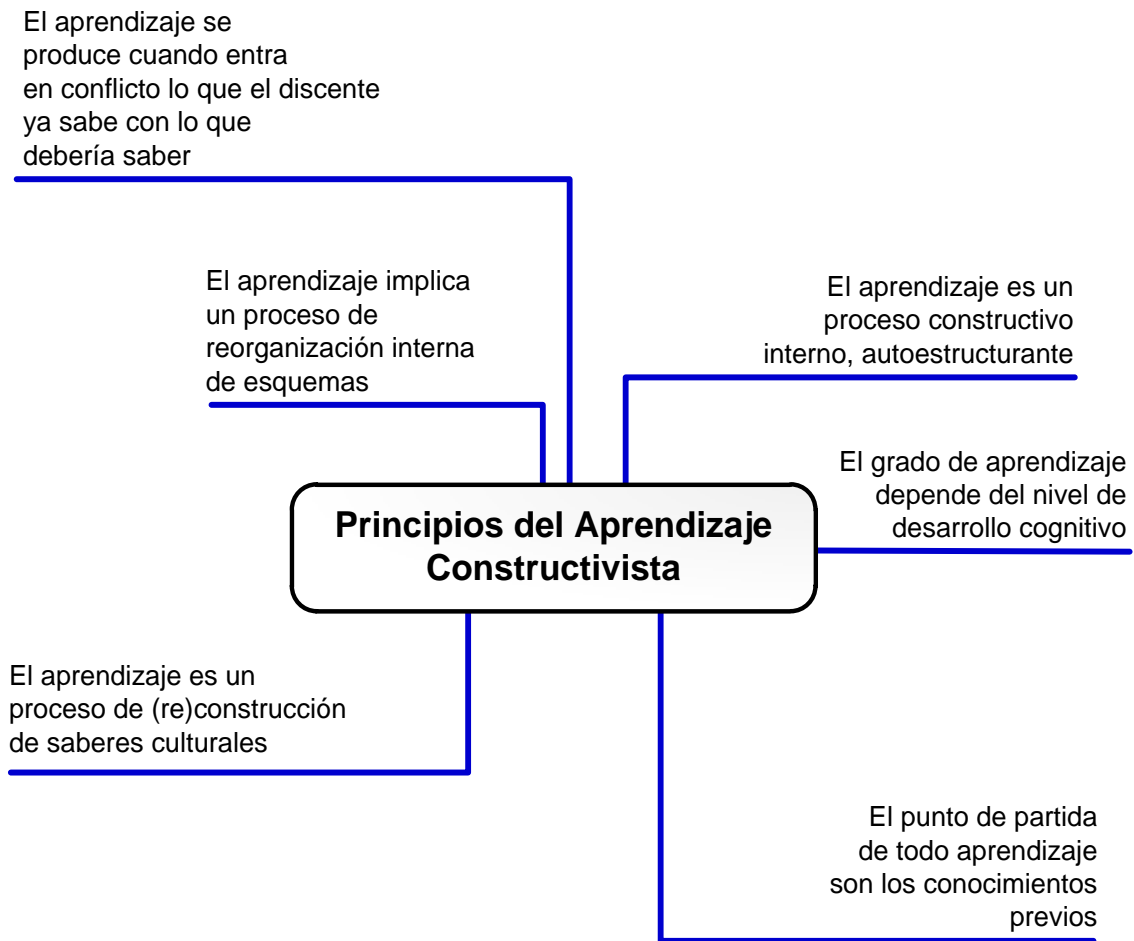 El aprendizaje se
produce cuando entra
en conflicto lo que el discente
ya sabe con lo que
debería saber
El aprendizaje implica
un proceso de
reorganización interna
de esquemas
El aprendizaje es un
proceso constructivo
interno, autoestructurante
El grado de aprendizaje
depende del nivel de
desarrollo cognitivo
Principios del Aprendizaje
Constructivista
El aprendizaje es un
proceso de (re)construcción
de saberes culturales
El punto de partida
de todo aprendizaje
son los conocimientos
previos